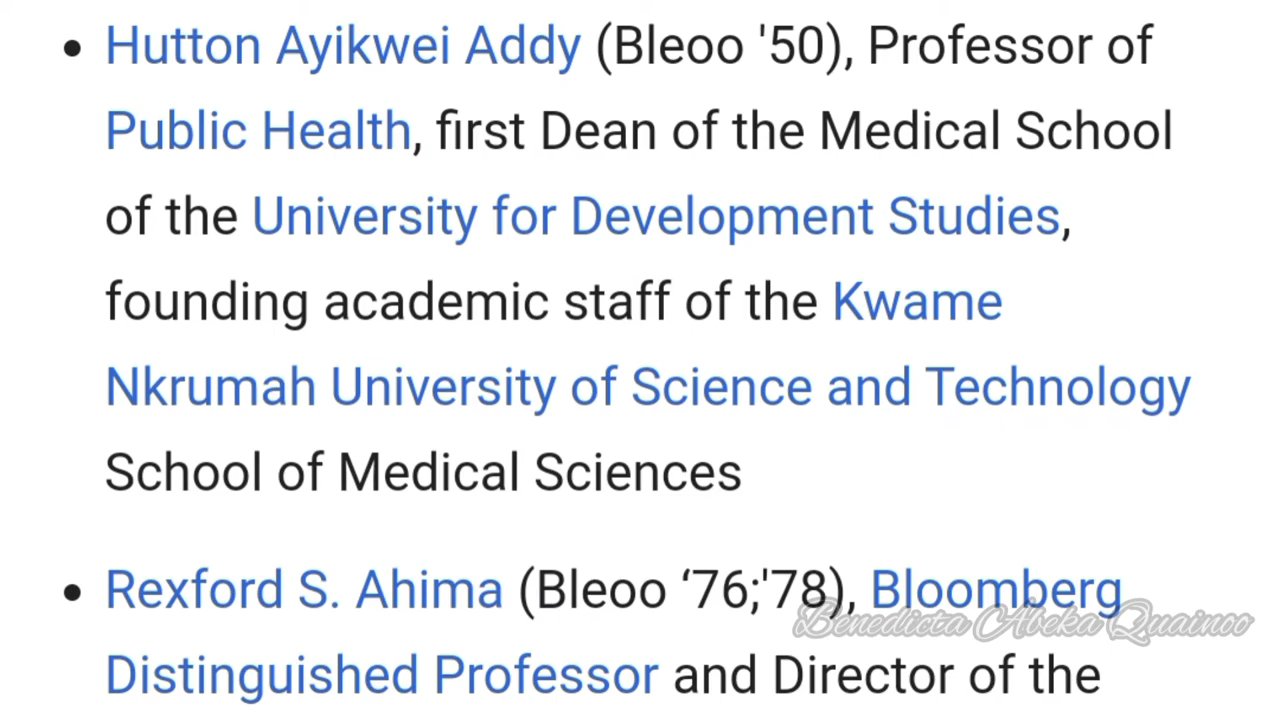 • Hutton Ayikwei Addy (Bleoo '50), Professor of
Public Health, first Dean of the Medical School
of the University for Development Studies,
founding academic staff of the Kwame
Nkrumah University of Science and Technology
School of Medical Sciences
• Rexford S. Ahima (Bleoo ‘76;'78), Bloomberg
Benedicta Abeka Quainoo
Distinguished Professor and Director of the